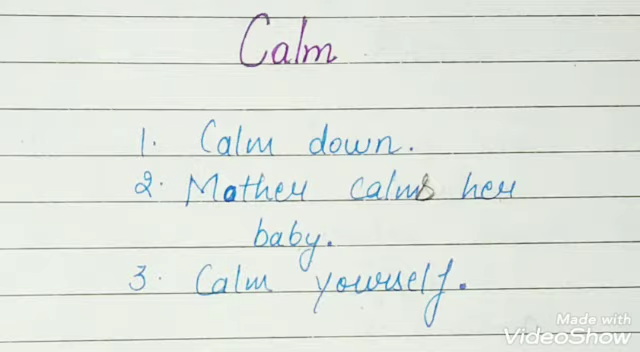 Calm
1. Calm down.
2. Mother calms her
baby.
3. Calm yourself.
Made with
VideoShow